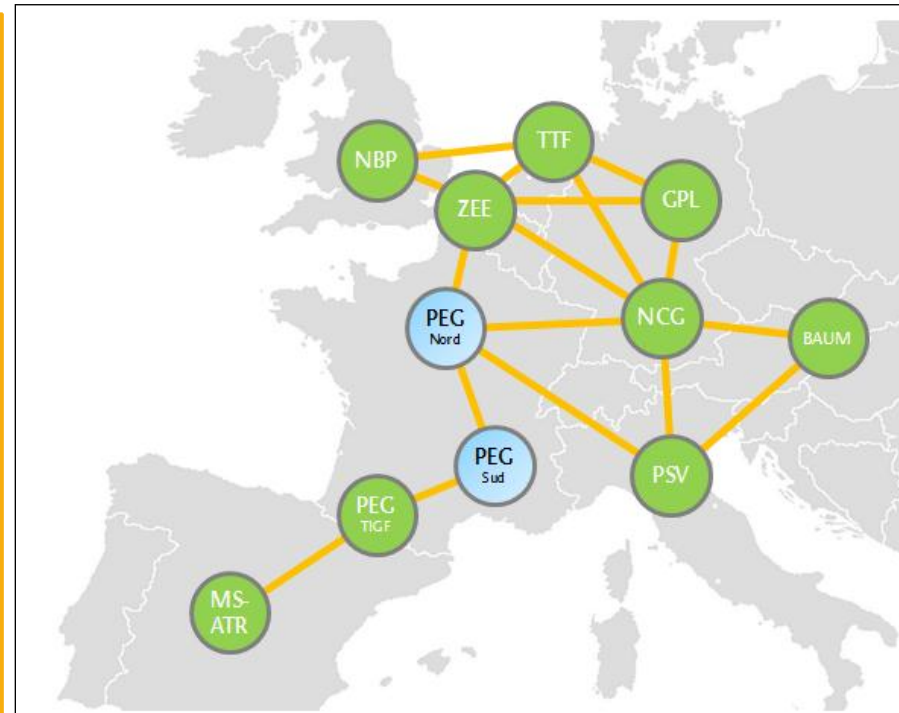 TTF
NBP
GPL
ZEE
NCG
PEG
Nord
BAUM
PEG
Sud
PSV
PEG
TIGF
MS-
ATR